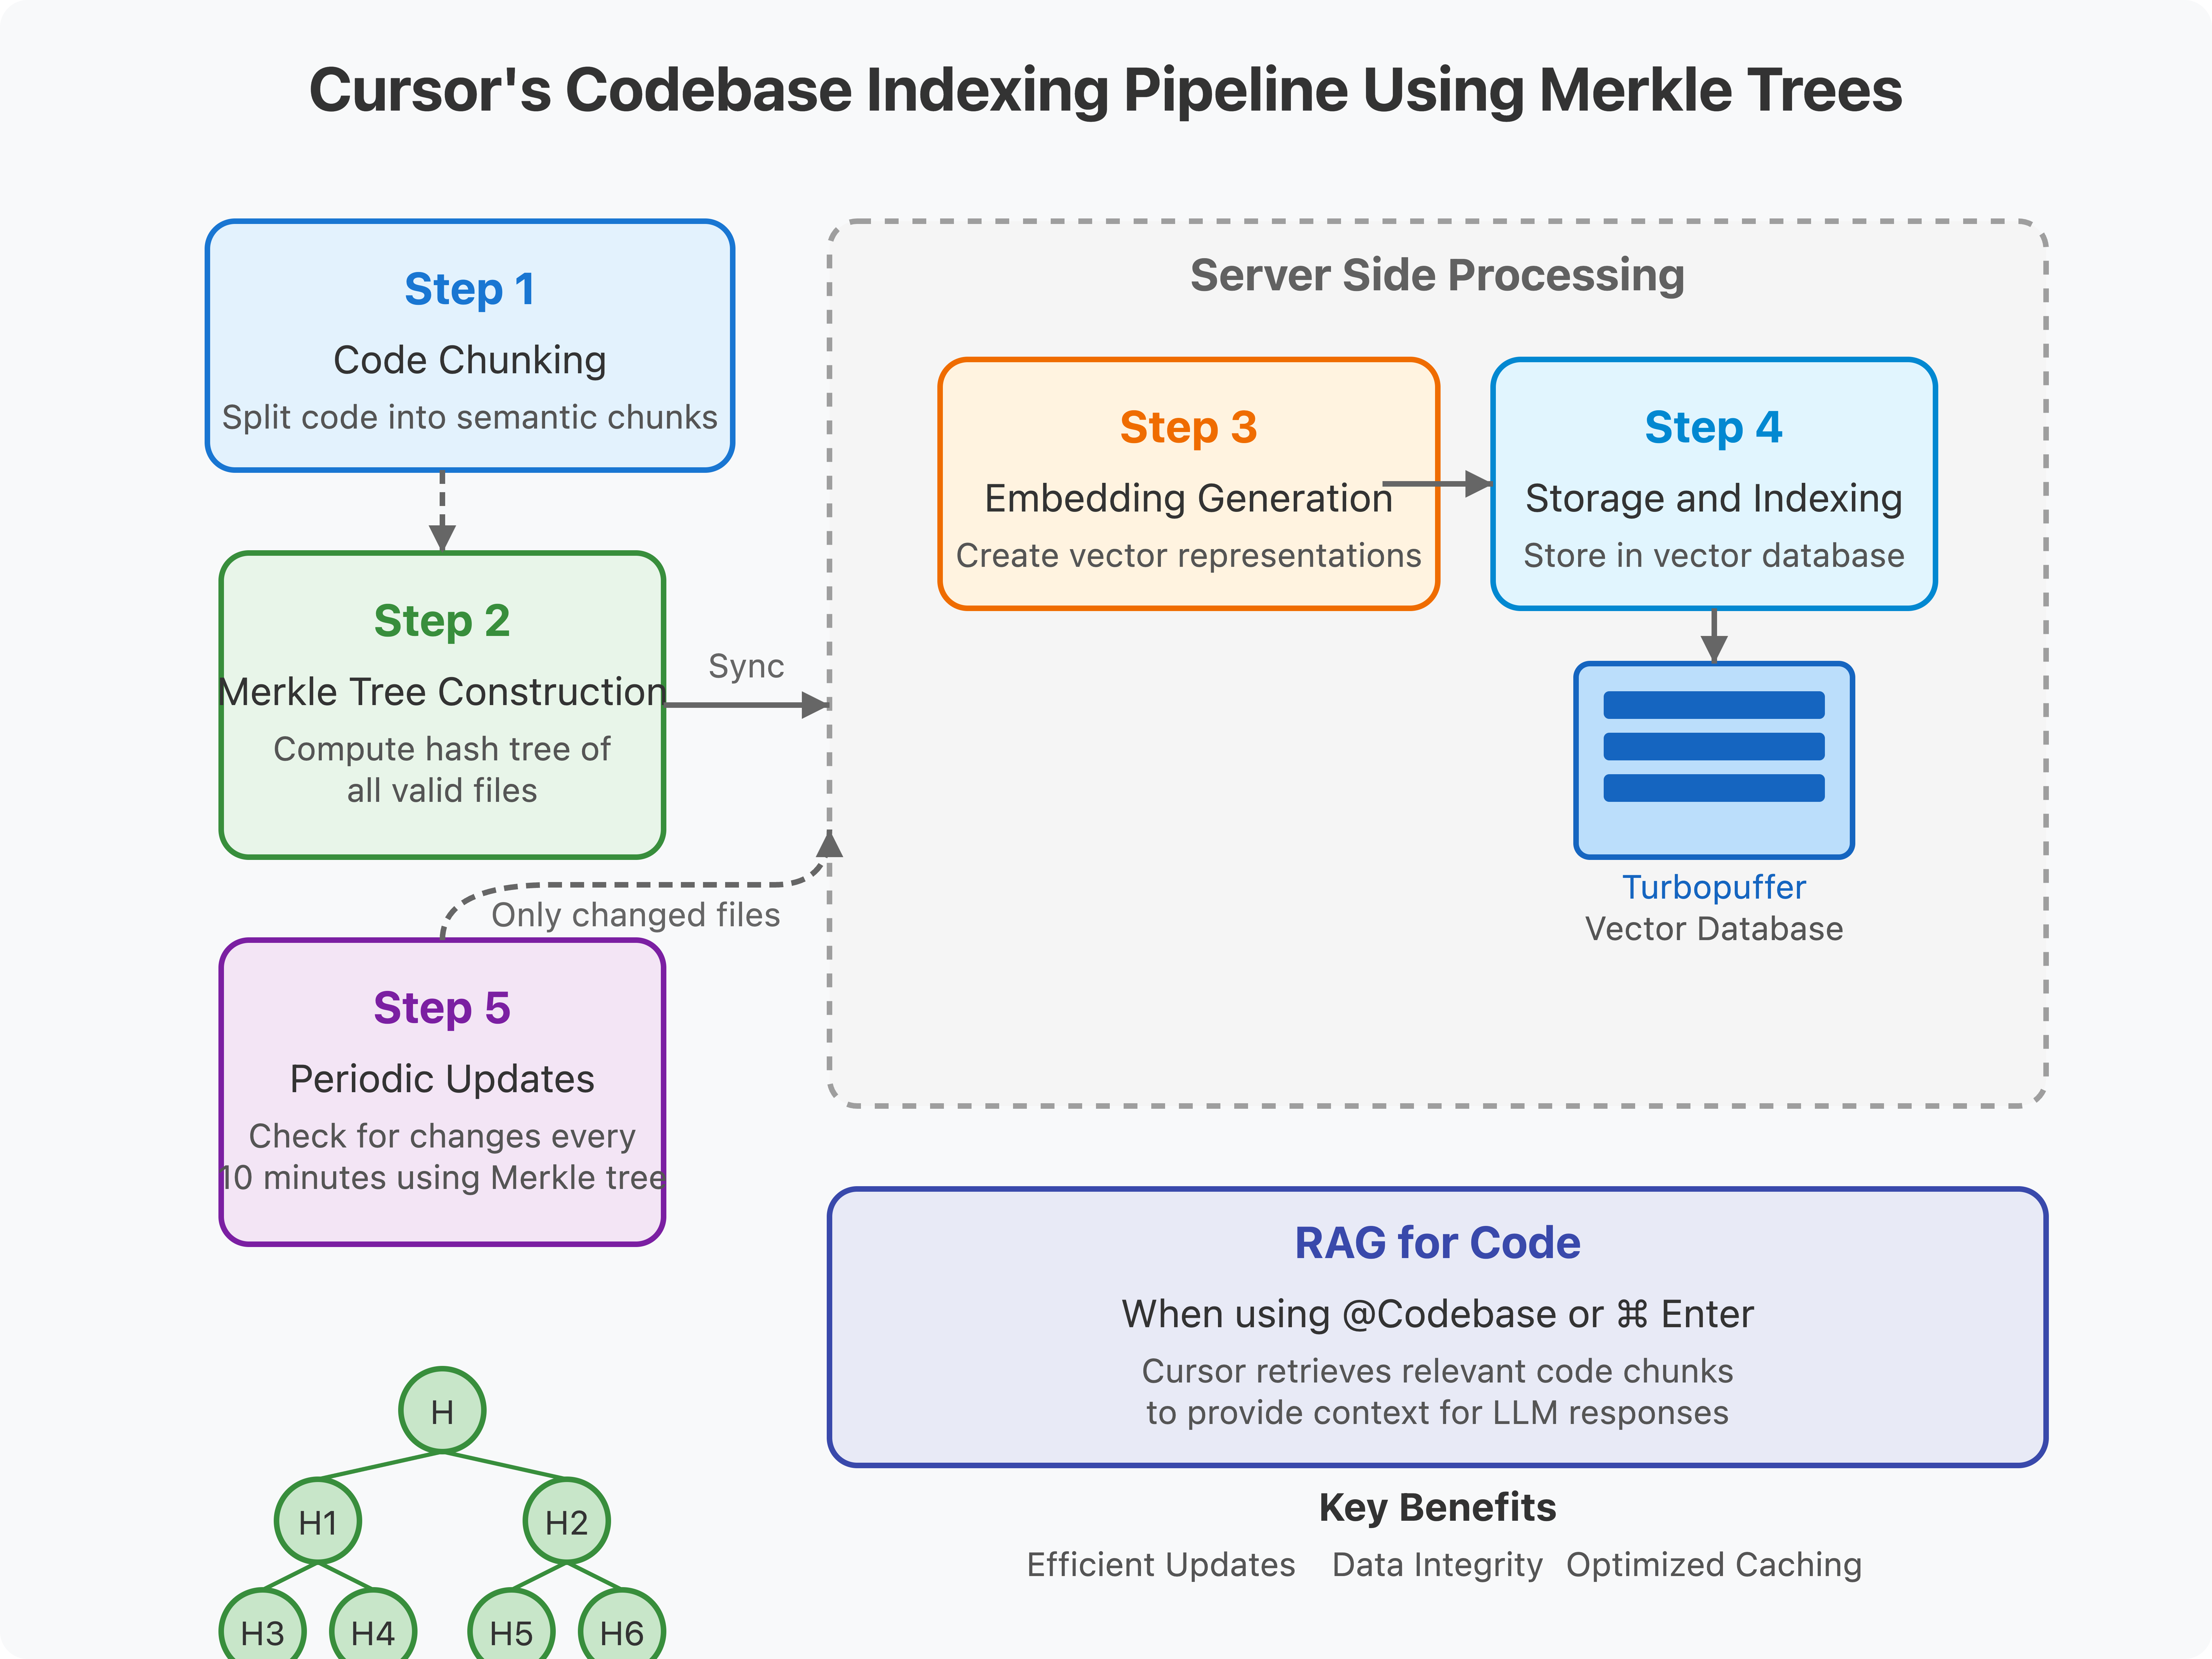 Cursor's Codebase Indexing Pipeline Using Merkle Trees
Step 1
Code Chunking
Split code into semantic chunks
Step 2
Merkle Tree Construction
Compute hash tree of
all valid files
Sync
Only changed files
Step 5
Periodic Updates
Check for changes every
10 minutes using Merkle tree
Server Side Processing
Step 3
Embedding Generation
Create vector representations
Step 4
Storage and Indexing
Store in vector database
Turbopuffer
Vector Database
RAG for Code
When using @Codebase or ⌘ Enter
Cursor retrieves relevant code chunks
to provide context for LLM responses
Key Benefits
Efficient Updates Data Integrity Optimized Caching
H
H1 H2
H3 H4 H5 H6